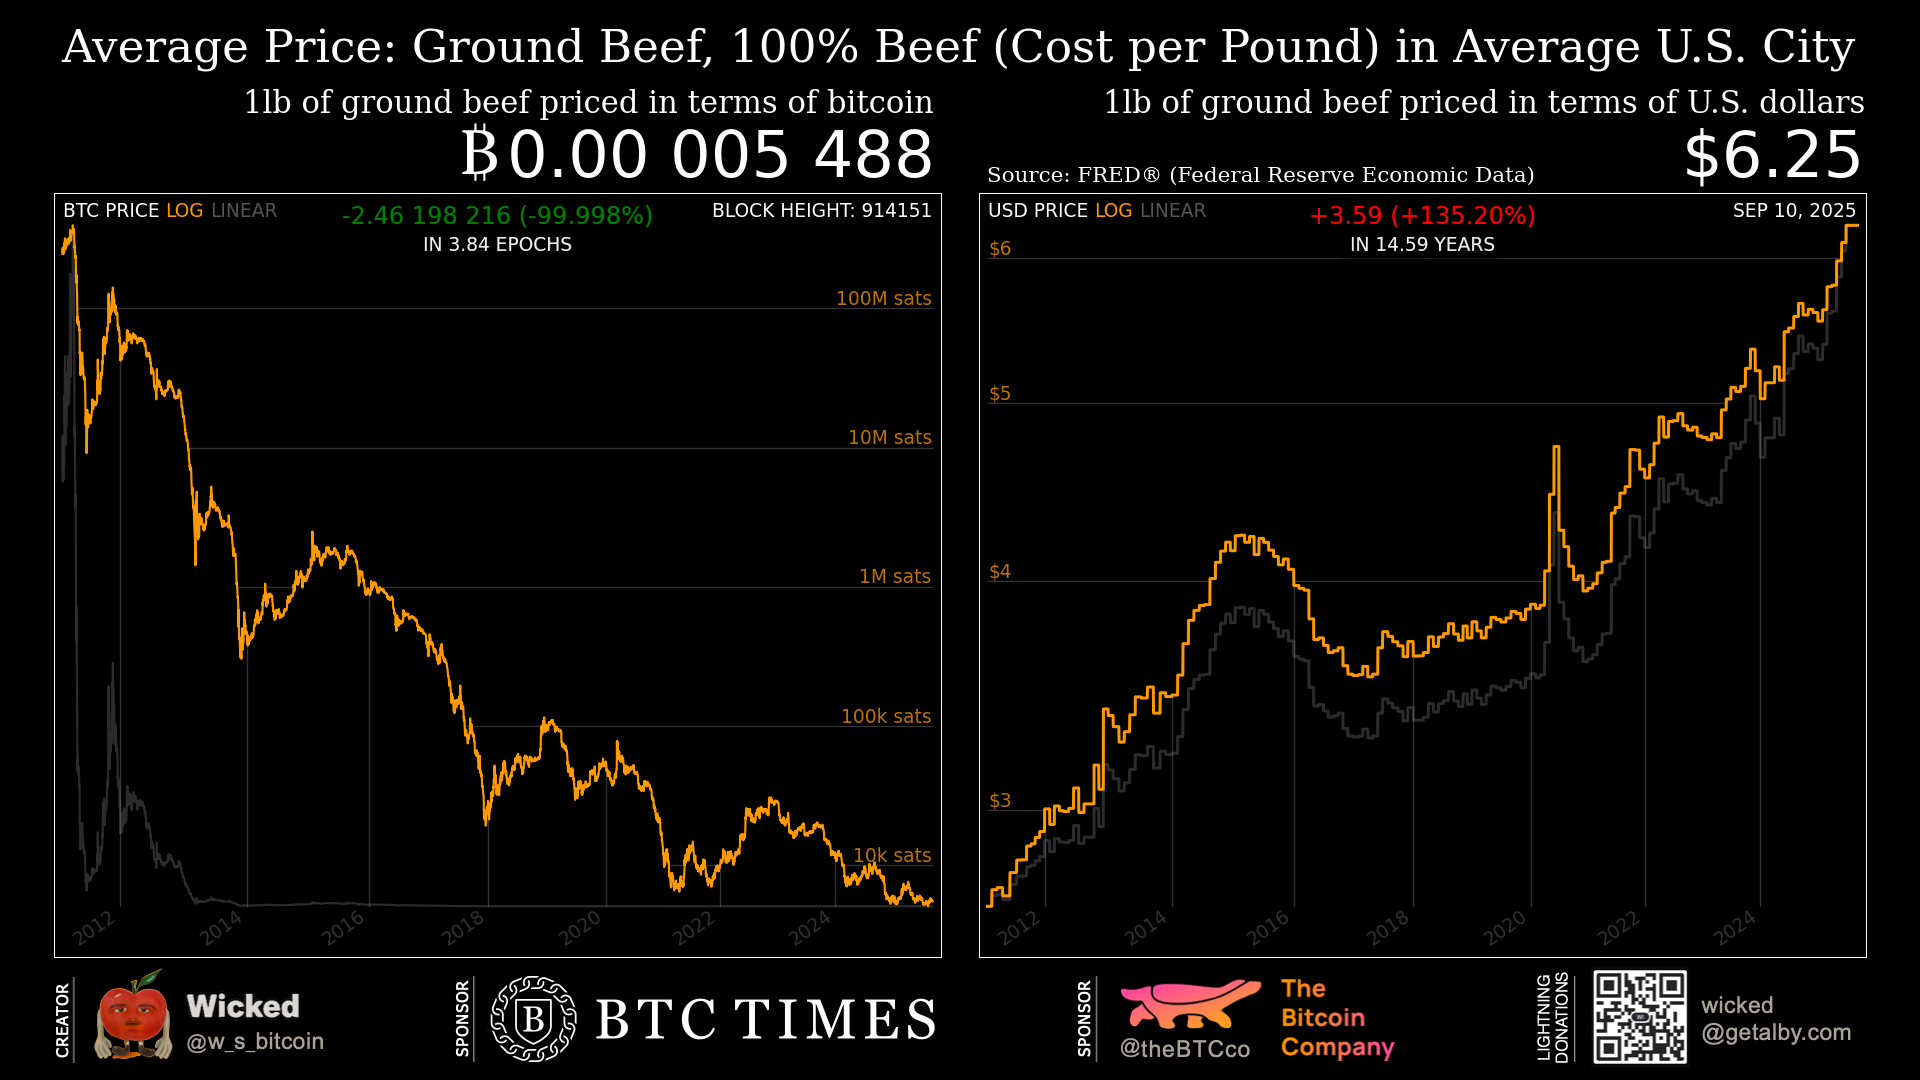 Average Price: Ground Beef, 100% Beef (Cost per Pound) in Average U.S. City
1lb of ground beef priced in terms of bitcoin
₿0.00 005 488
BTC PRICE LOG LINEAR
-2.46 198 216 (-99.998%)
IN 3.84 EPOCHS
BLOCK HEIGHT: 914151
100M sats
10M sats
1M sats
100k sats
10k sats
2012 2014 2016 2018 2020 2022 2024
1lb of ground beef priced in terms of U.S. dollars
$6.25
Source: FRED® (Federal Reserve Economic Data)
USD PRICE LOG LINEAR
+3.59 (+135.20%)
IN 14.59 YEARS
SEP 10, 2025
$6
$5
$4
$3
2012 2014 2016 2018 2020 2022 2024
CREATOR
Wicked
@w_s_bitcoin
SPONSOR
B
BTC TIMES
SPONSOR
@theBTCco
The
Bitcoin
Company
LIGHTNING
DONATIONS
wicked
@getalby.com